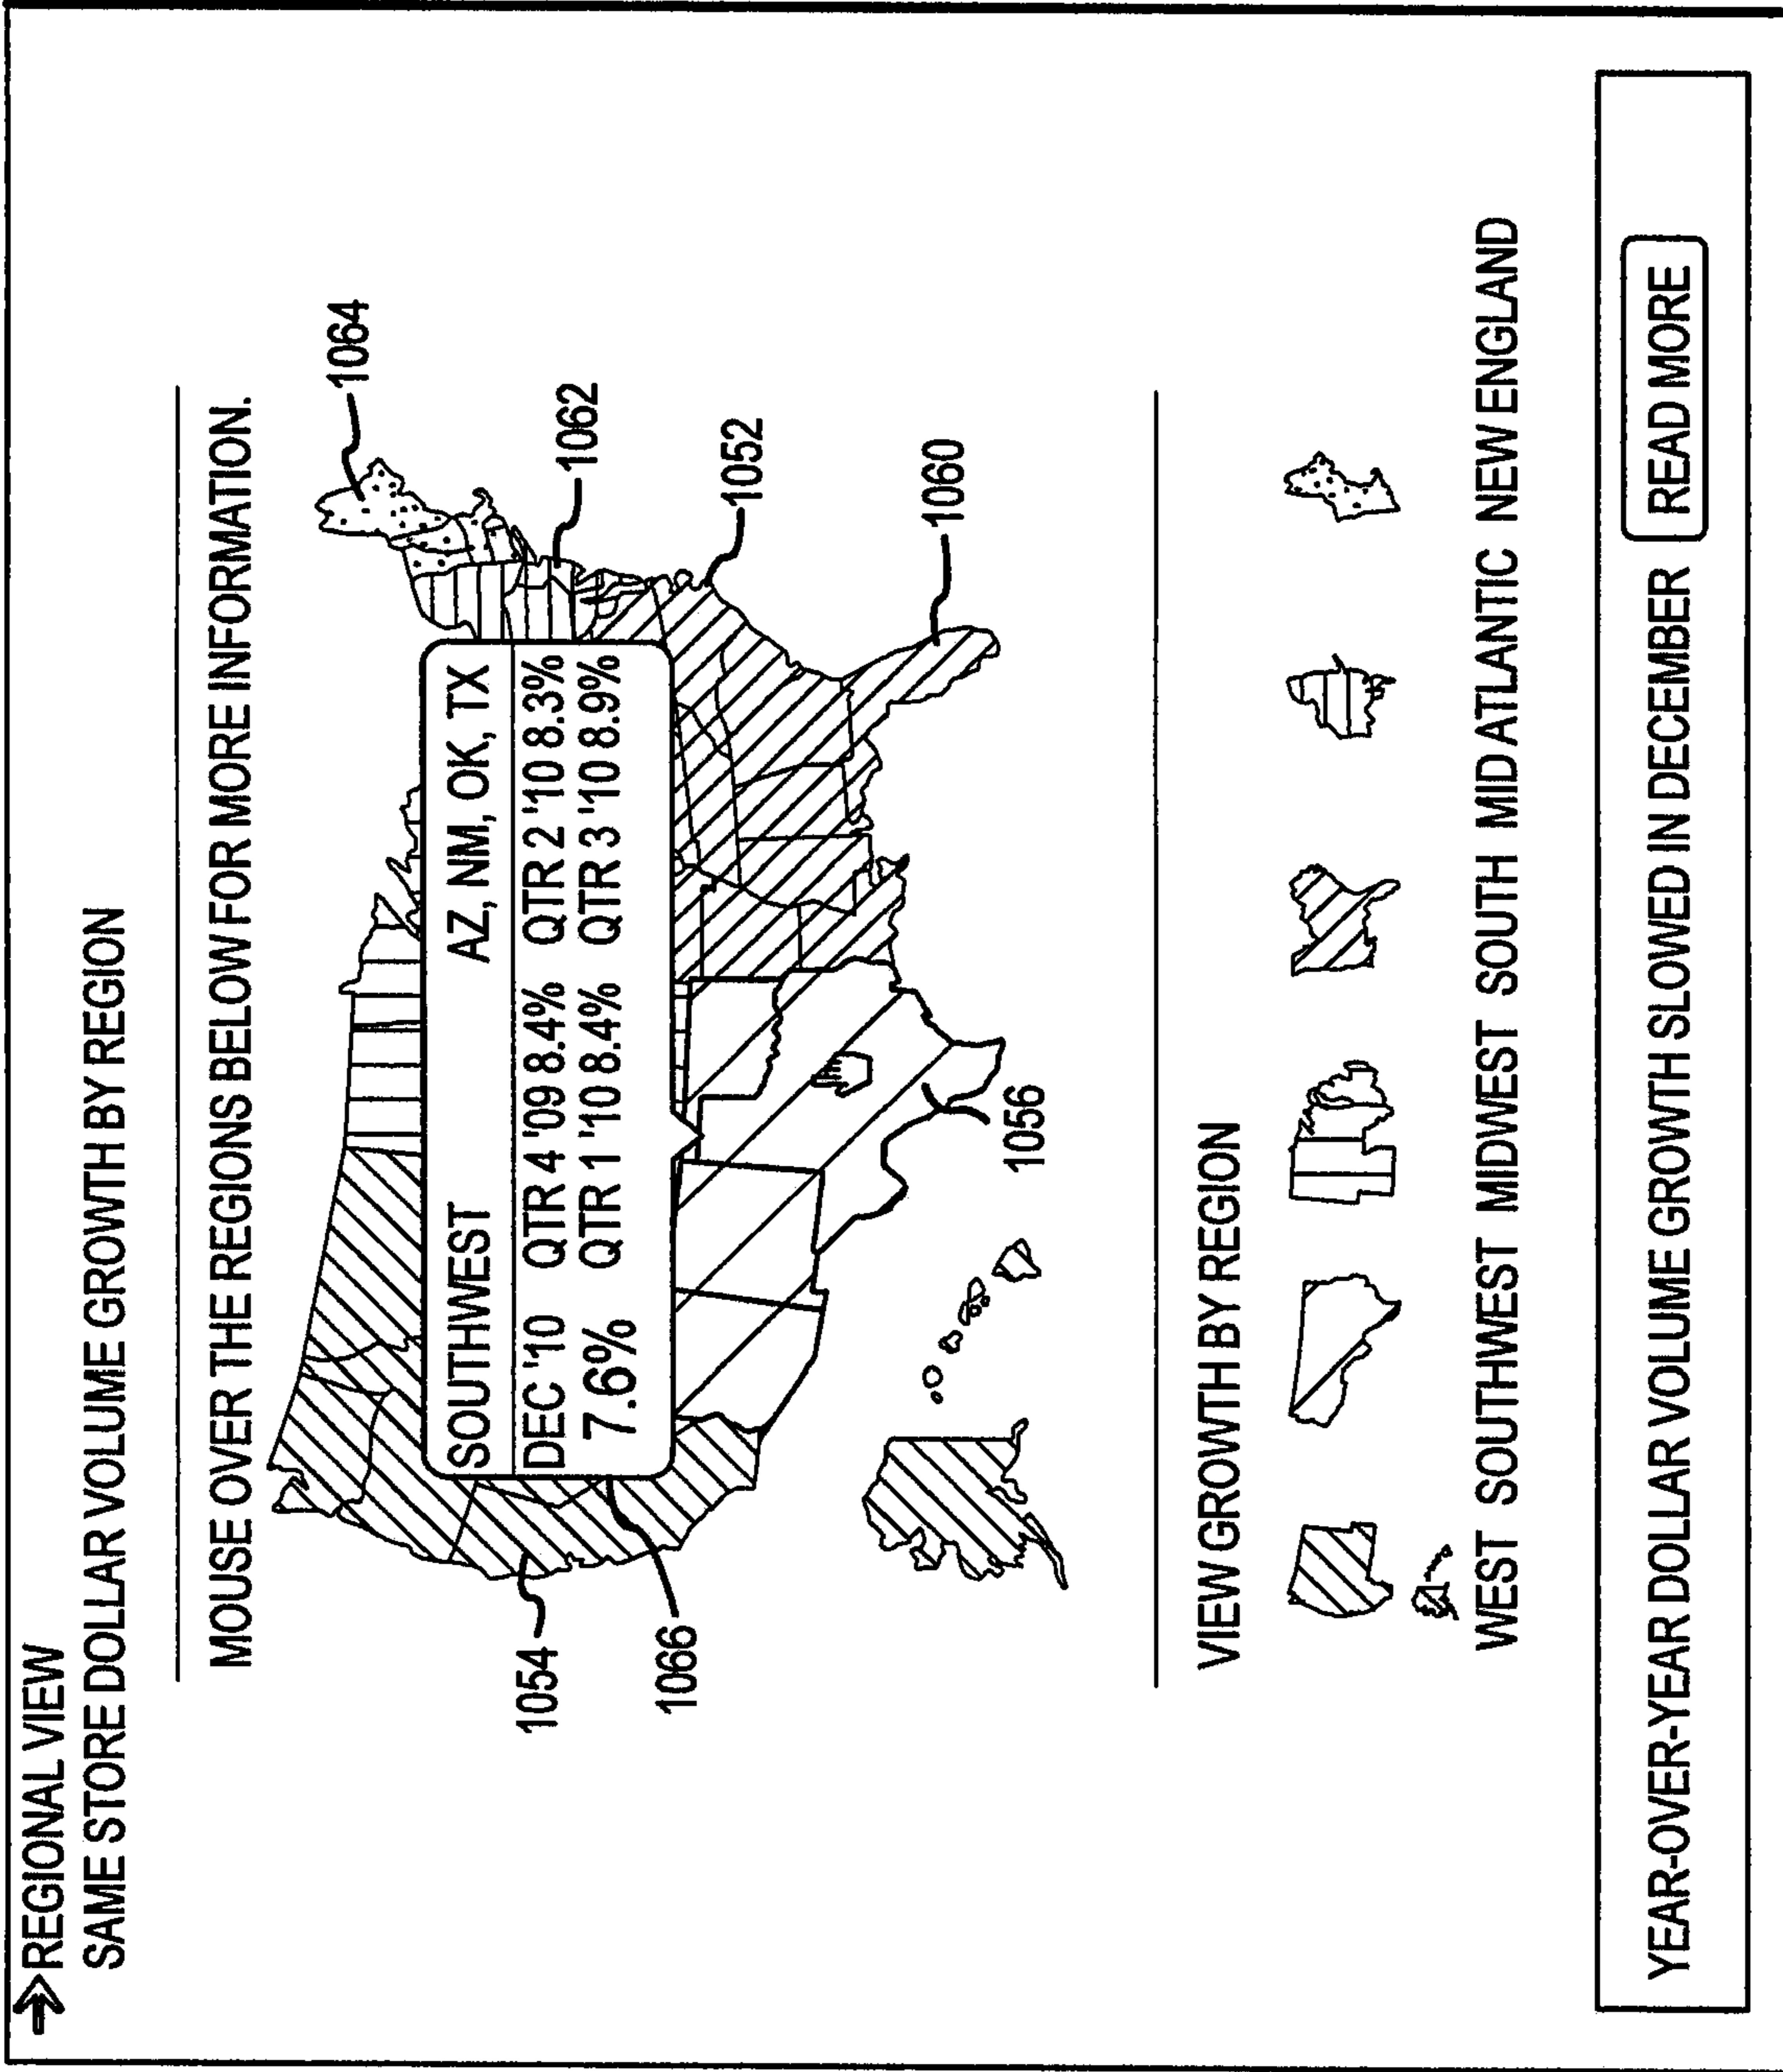 REGIONAL VIEW
SAME STORE DOLLAR VOLUME GROWTH BY REGION
MOUSE OVER THE REGIONS BELOW FOR MORE INFORMATION.
1064
1062
1052
1060
1054
1066
1056
SOUTHWEST AZ, NM, OK, TX
DEC '10 QTR 4 '09 8.4% QTR 2 '10 8.3%
7.6% QTR 1 '10 8.4% QTR 3 '10 8.9%
VIEW GROWTH BY REGION
WEST SOUTHWEST MIDWEST SOUTH MID ATLANTIC NEW ENGLAND
YEAR-OVER-YEAR DOLLAR VOLUME GROWTH SLOWED IN DECEMBER READ MORE